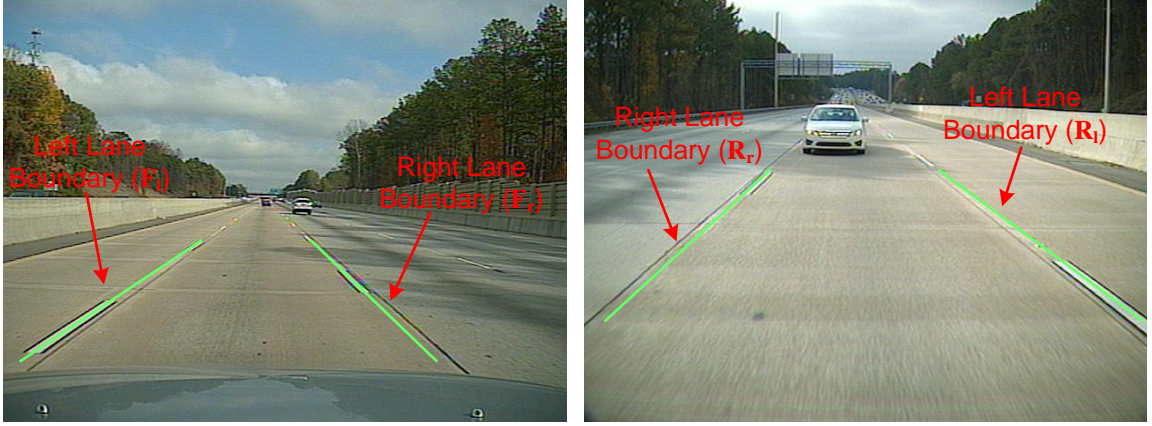 Left Lane
Boundary (Fₗ)
Right Lane
Boundary (Fᵣ)
Right Lane
Boundary (Rᵣ)
Left Lane
Boundary (Rₗ)